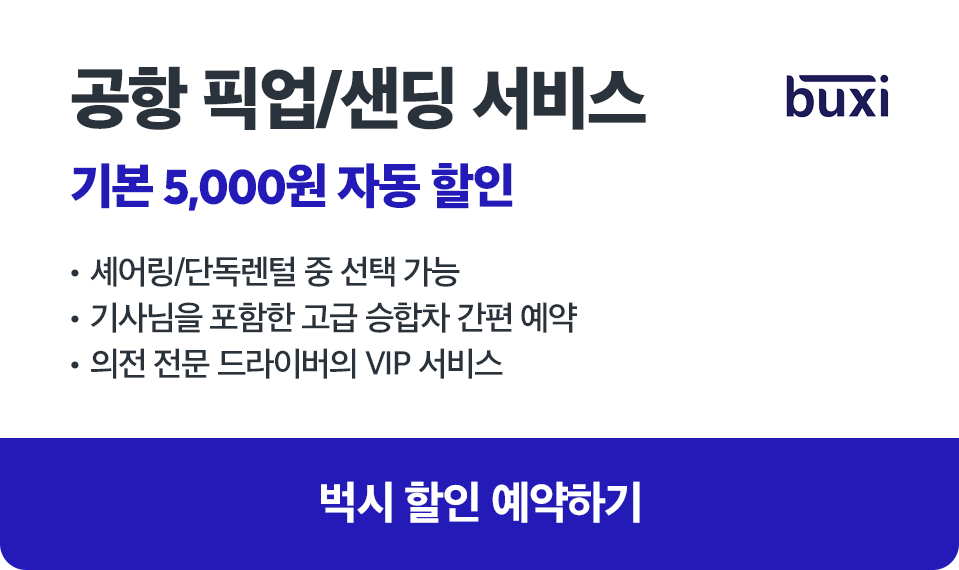 공항 픽업/샌딩 서비스
buxi
기본 5,000원 자동 할인
• 셰어링/단독렌털 중 선택 가능
• 기사님을 포함한 고급 승합차 간편 예약
• 의전 전문 드라이버의 VIP 서비스
벅시 할인 예약하기